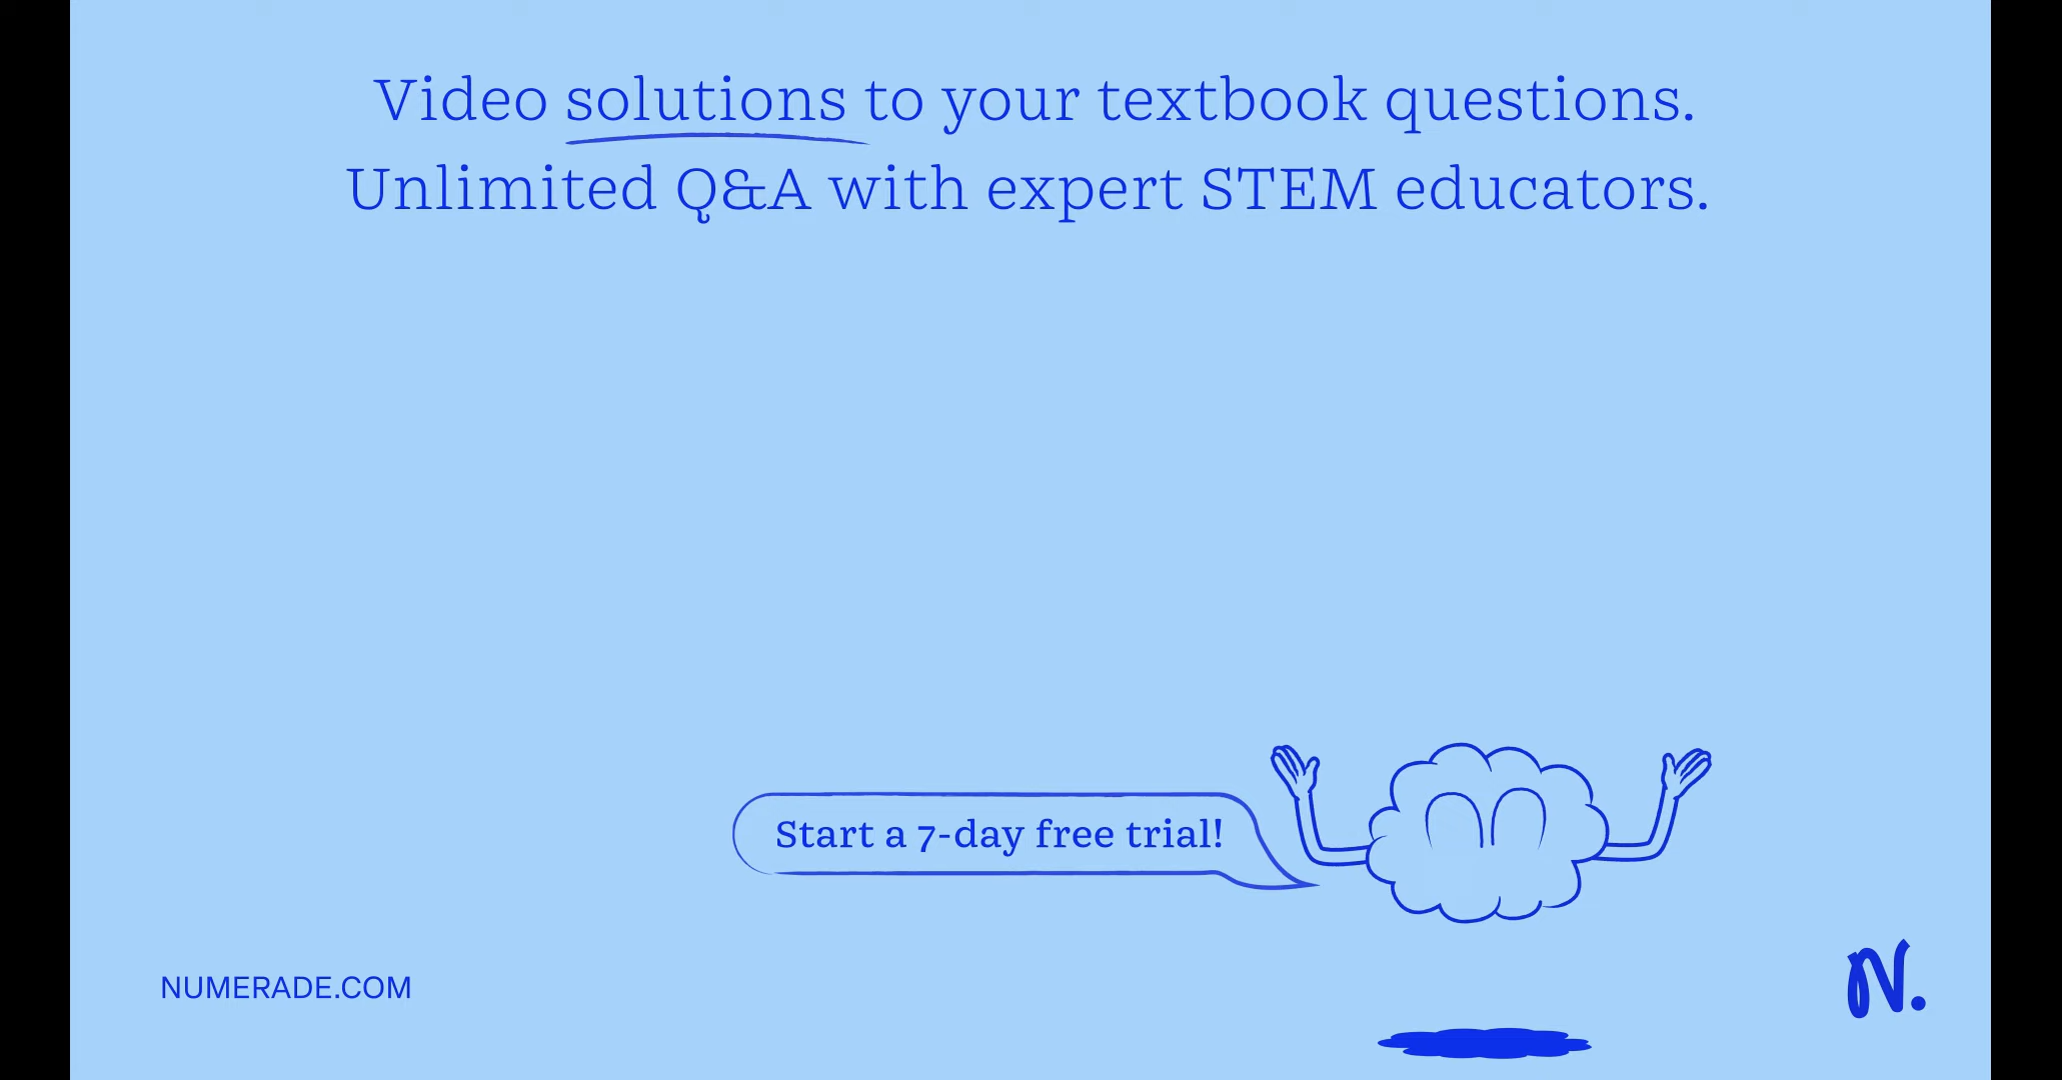 Video solutions to your textbook questions.
Unlimited Q&A with expert STEM educators.
Start a 7-day free trial!
NUMERADE.COM
N.